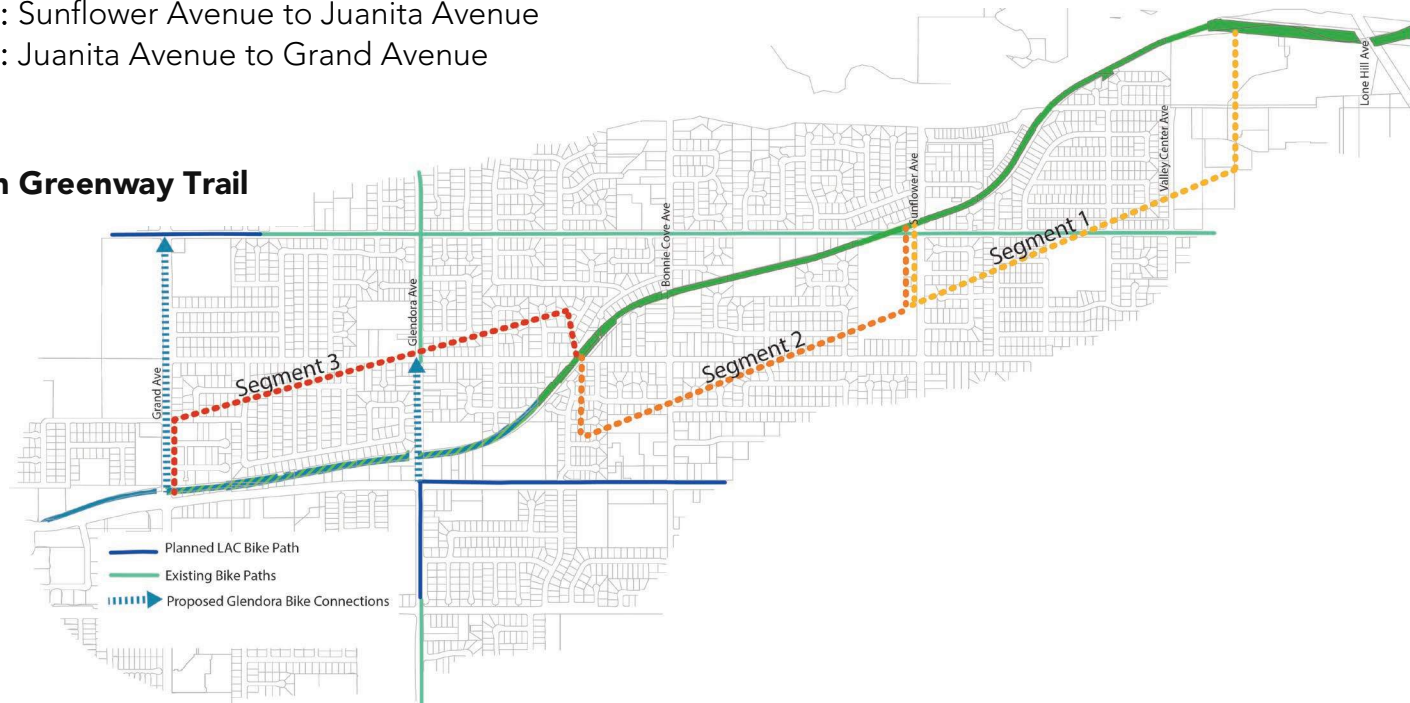 : Sunflower Avenue to Juanita Avenue
: Juanita Avenue to Grand Avenue
Greenway Trail
Lone Hill Ave
Valley Center Ave
Sunflower Ave
Bonnie Cove Ave
Segment 1
Glendora Ave
Segment 2
Segment 3
Grand Ave
Planned LAC Bike Path
Existing Bike Paths
Proposed Glendora Bike Connections